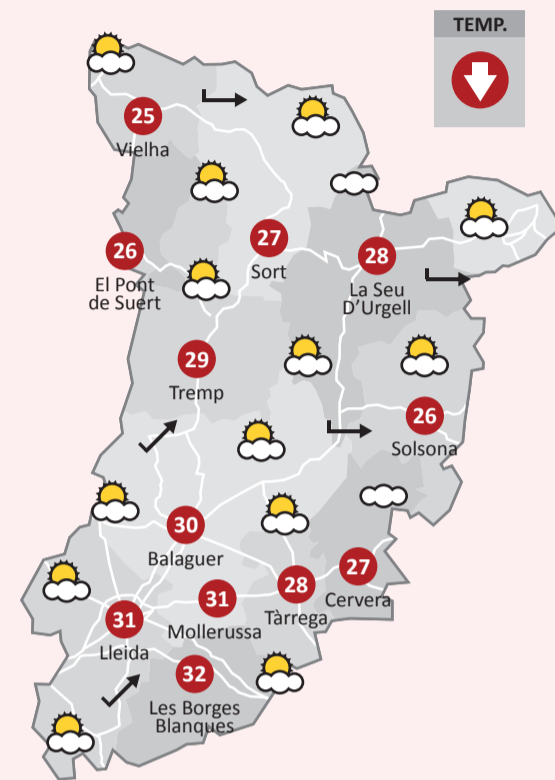 TEMP.
25
Vielha
26
El Pont
de Suert
27
Sort
28
La Seu
D'Urgell
29
Tremp
26
Solsona
30
Balaguer
31
Mollerussa
28
Tàrrega
27
Cervera
31
Lleida
32
Les Borges
Blanques